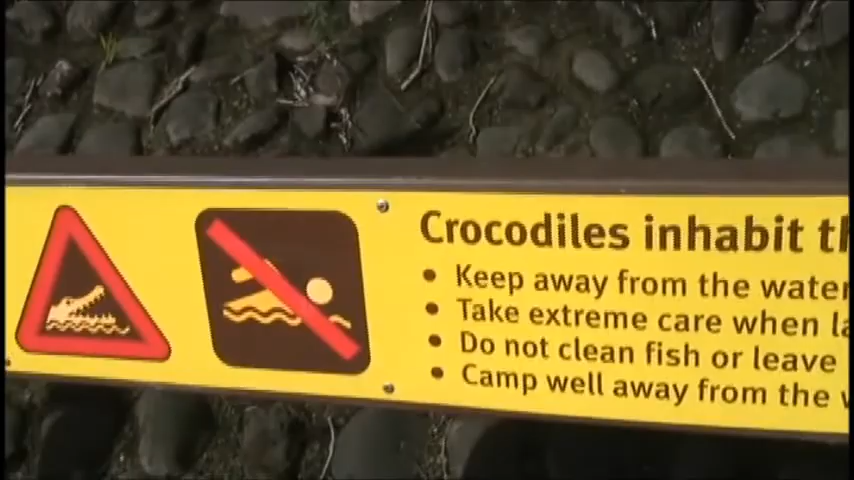 Crocodiles inhabit
• Keep away from the water
• Take extreme care when
• Do not clean fish or leave
• Camp well away from the